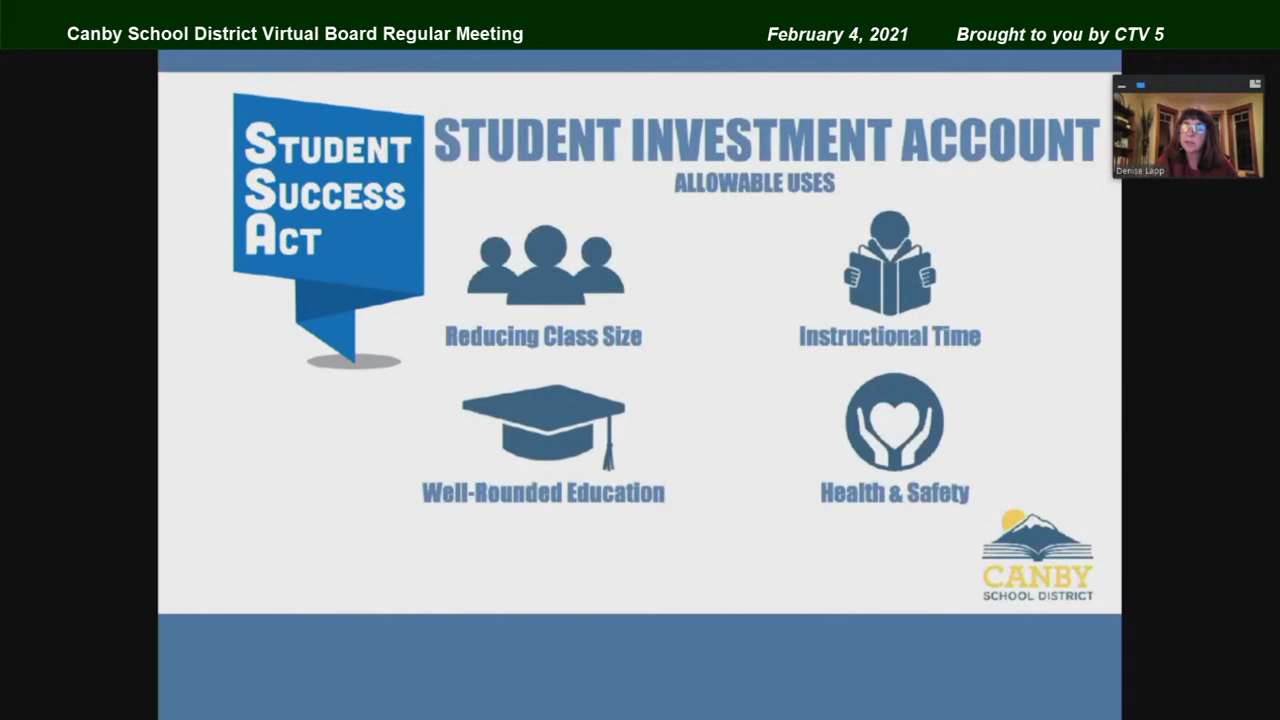 Canby School District Virtual Board Regular Meeting
February 4, 2021
Brought to you by CTV 5
STUDENT
SUCCESS
ACT
STUDENT INVESTMENT ACCOUNT
ALLOWABLE USES
Reducing Class Size
Instructional Time
Well-Rounded Education
Health & Safety
CANBY
SCHOOL DISTRICT
Denise Lapp